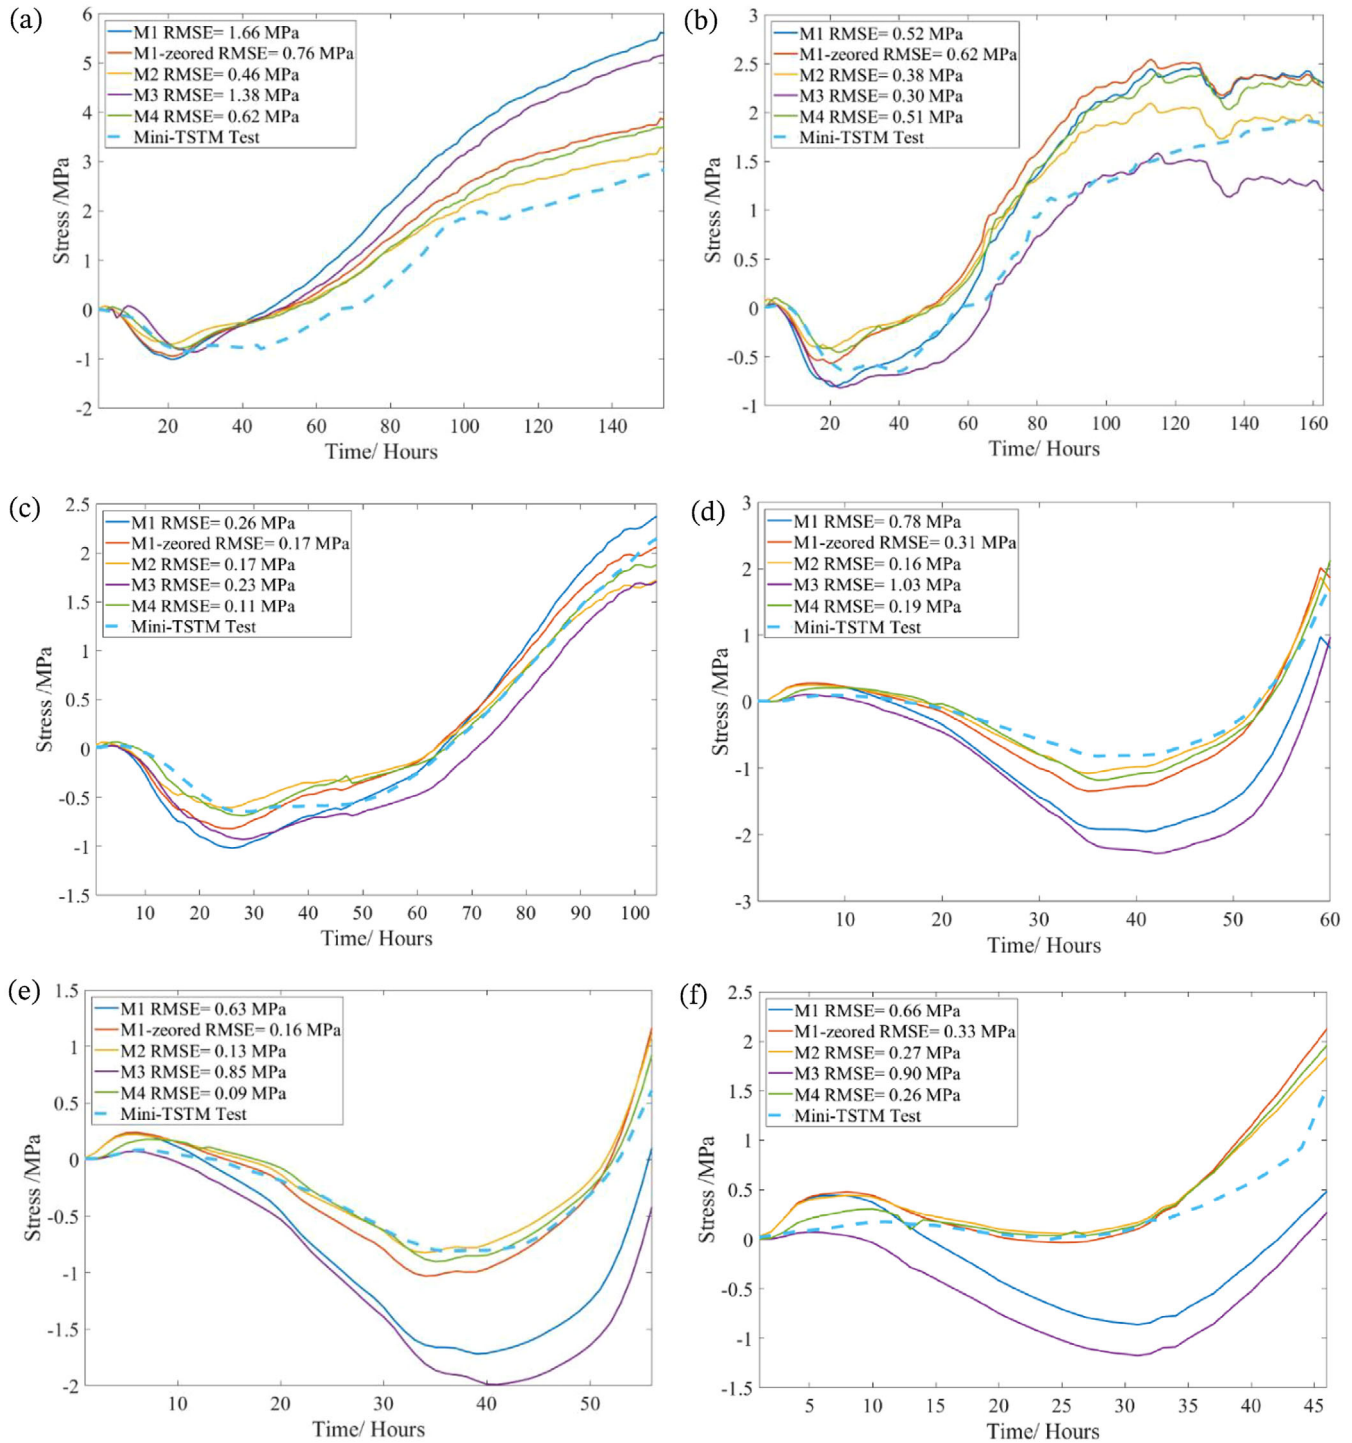 (a)
M1 RMSE= 1.66 MPa
M1-zeored RMSE= 0.76 MPa
M2 RMSE= 0.46 MPa
M3 RMSE= 1.38 MPa
M4 RMSE= 0.62 MPa
Mini-TSTM Test
6
5
4
3
2
1
0
-1
-2
Stress /MPa
20 40 60 80 100 120 140
Time/ Hours
(b)
M1 RMSE= 0.52 MPa
M1-zeored RMSE= 0.62 MPa
M2 RMSE= 0.38 MPa
M3 RMSE= 0.30 MPa
M4 RMSE= 0.51 MPa
Mini-TSTM Test
3
2.5
2
1.5
1
0.5
0
-0.5
-1
Stress /MPa
20 40 60 80 100 120 140 160
Time/ Hours
(c)
M1 RMSE= 0.26 MPa
M1-zeored RMSE= 0.17 MPa
M2 RMSE= 0.17 MPa
M3 RMSE= 0.23 MPa
M4 RMSE= 0.11 MPa
Mini-TSTM Test
2.5
2
1.5
1
0.5
0
-0.5
-1
-1.5
Stress /MPa
10 20 30 40 50 60 70 80 90 100
Time/ Hours
(d)
M1 RMSE= 0.78 MPa
M1-zeored RMSE= 0.31 MPa
M2 RMSE= 0.16 MPa
M3 RMSE= 1.03 MPa
M4 RMSE= 0.19 MPa
Mini-TSTM Test
3
2
1
0
-1
-2
-3
Stress /MPa
10 20 30 40 50 60
Time/ Hours
(e)
M1 RMSE= 0.63 MPa
M1-zeored RMSE= 0.16 MPa
M2 RMSE= 0.13 MPa
M3 RMSE= 0.85 MPa
M4 RMSE= 0.09 MPa
Mini-TSTM Test
1.5
1
0.5
0
-0.5
-1
-1.5
-2
Stress /MPa
10 20 30 40 50
Time/ Hours
(f)
M1 RMSE= 0.66 MPa
M1-zeored RMSE= 0.33 MPa
M2 RMSE= 0.27 MPa
M3 RMSE= 0.90 MPa
M4 RMSE= 0.26 MPa
Mini-TSTM Test
2.5
2
1.5
1
0.5
0
-0.5
-1
-1.5
Stress /MPa
5 10 15 20 25 30 35 40 45
Time/ Hours